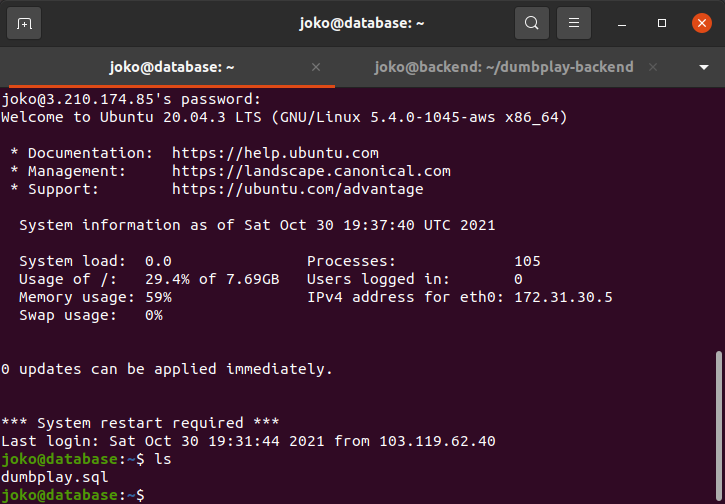 joko@database: ~
joko@database: ~
joko@backend: ~/dumbplay-backend
joko@3.210.174.85's password:
Welcome to Ubuntu 20.04.3 LTS (GNU/Linux 5.4.0-1045-aws x86_64)
* Documentation:  https://help.ubuntu.com
* Management:     https://landscape.canonical.com
* Support:        https://ubuntu.com/advantage
System information as of Sat Oct 30 19:37:40 UTC 2021
System load:  0.0               Processes:             105
Usage of /:   29.4% of 7.69GB   Users logged in:       0
Memory usage: 59%               IPv4 address for eth0: 172.31.30.5
Swap usage:   0%
0 updates can be applied immediately.
*** System restart required ***
Last login: Sat Oct 30 19:31:44 2021 from 103.119.62.40
joko@database:~$ ls
dumbplay.sql
joko@database:~$